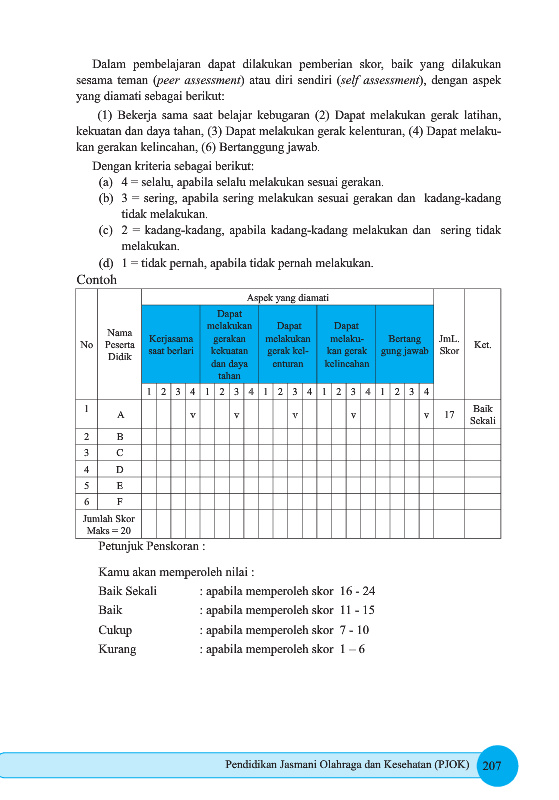 Dalam pembelajaran dapat dilakukan pemberian skor, baik yang dilakukan
sesama teman (peer assessment) atau diri sendiri (self assessment), dengan aspek
yang diamati sebagai berikut:
(1) Bekerja sama saat belajar kebugaran (2) Dapat melakukan gerak latihan,
kekuatan dan daya tahan, (3) Dapat melakukan gerak kelenturan, (4) Dapat melaku-
kan gerakan kelincahan, (6) Bertanggung jawab.
Dengan kriteria sebagai berikut:
(a) 4 = selalu, apabila selalu melakukan sesuai gerakan.
(b) 3 = sering, apabila sering melakukan sesuai gerakan dan kadang-kadang
tidak melakukan.
(c) 2 = kadang-kadang, apabila kadang-kadang melakukan dan sering tidak
melakukan.
(d) 1 = tidak pernah, apabila tidak pernah melakukan.
Contoh
No
Nama
Peserta
Didik
Aspek yang diamati
Kerjasama
saat berlari
Dapat
melakukan
gerakan
kekuatan
dan daya
tahan
Dapat
melakukan
gerak kel-
enturan
Dapat
melaku-
kan gerak
kelincahan
Bertang
gung jawab
JmL.
Skor
Ket.
1 2 3 4 1 2 3 4 1 2 3 4 1 2 3 4 1 2 3 4
1 A v v v v v 17 Baik
Sekali
2 B
3 C
4 D
5 E
6 F
Jumlah Skor
Maks = 20
Petunjuk Penskoran :
Kamu akan memperoleh nilai :
Baik Sekali : apabila memperoleh skor 16 - 24
Baik : apabila memperoleh skor 11 - 15
Cukup : apabila memperoleh skor 7 - 10
Kurang : apabila memperoleh skor 1 – 6
Pendidikan Jasmani Olahraga dan Kesehatan (PJOK) 207